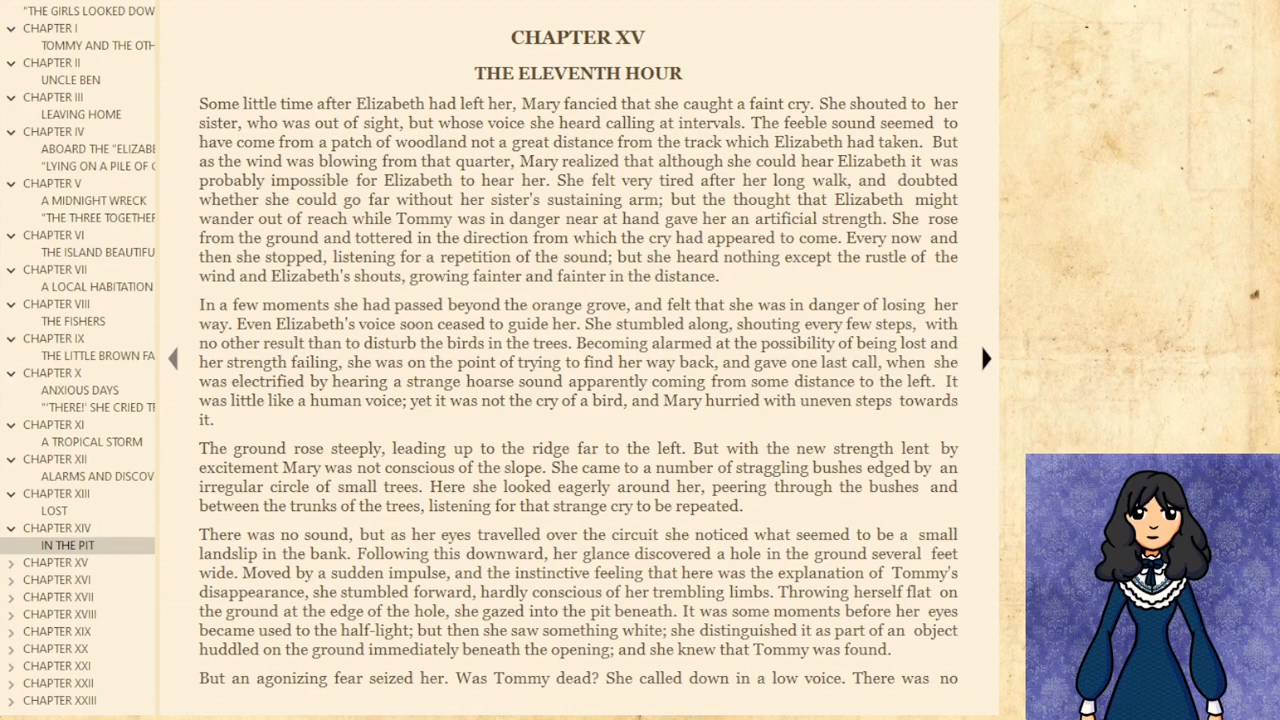 "THE GIRLS LOOKED DOW
CHAPTER I
TOMMY AND THE OTH
CHAPTER II
UNCLE BEN
CHAPTER III
LEAVING HOME
CHAPTER IV
ABOARD THE "ELIZABE
"LYING ON A PILE OF C
CHAPTER V
A MIDNIGHT WRECK
"THE THREE TOGETHER
CHAPTER VI
THE ISLAND BEAUTIFU
CHAPTER VII
A LOCAL HABITATION
CHAPTER VIII
THE FISHERS
CHAPTER IX
THE LITTLE BROWN FA
CHAPTER X
ANXIOUS DAYS
"'THERE!' SHE CRIED TR
CHAPTER XI
A TROPICAL STORM
CHAPTER XII
ALARMS AND DISCOV
CHAPTER XIII
LOST
CHAPTER XIV
IN THE PIT
CHAPTER XV
CHAPTER XVI
CHAPTER XVII
CHAPTER XVIII
CHAPTER XIX
CHAPTER XX
CHAPTER XXI
CHAPTER XXII
CHAPTER XXIII
CHAPTER XV
THE ELEVENTH HOUR
Some little time after Elizabeth had left her, Mary fancied that she caught a faint cry. She shouted to her
sister, who was out of sight, but whose voice she heard calling at intervals. The feeble sound seemed to
have come from a patch of woodland not a great distance from the track which Elizabeth had taken. But
as the wind was blowing from that quarter, Mary realized that although she could hear Elizabeth it was
probably impossible for Elizabeth to hear her. She felt very tired after her long walk, and doubted
whether she could go far without her sister's sustaining arm; but the thought that Elizabeth might
wander out of reach while Tommy was in danger near at hand gave her an artificial strength. She rose
from the ground and tottered in the direction from which the cry had appeared to come. Every now and
then she stopped, listening for a repetition of the sound; but she heard nothing except the rustle of the
wind and Elizabeth's shouts, growing fainter and fainter in the distance.
In a few moments she had passed beyond the orange grove, and felt that she was in danger of losing her
way. Even Elizabeth's voice soon ceased to guide her. She stumbled along, shouting every few steps, with
no other result than to disturb the birds in the trees. Becoming alarmed at the possibility of being lost and
her strength failing, she was on the point of trying to find her way back, and gave one last call, when she
was electrified by hearing a strange hoarse sound apparently coming from some distance to the left. It
was little like a human voice; yet it was not the cry of a bird, and Mary hurried with uneven steps towards
it.
The ground rose steeply, leading up to the ridge far to the left. But with the new strength lent by
excitement Mary was not conscious of the slope. She came to a number of straggling bushes edged by an
irregular circle of small trees. Here she looked eagerly around her, peering through the bushes and
between the trunks of the trees, listening for that strange cry to be repeated.
There was no sound, but as her eyes travelled over the circuit she noticed what seemed to be a small
landslip in the bank. Following this downward, her glance discovered a hole in the ground several feet
wide. Moved by a sudden impulse, and the instinctive feeling that here was the explanation of Tommy's
disappearance, she stumbled forward, hardly conscious of her trembling limbs. Throwing herself flat on
the ground at the edge of the hole, she gazed into the pit beneath. It was some moments before her eyes
became used to the half-light; but then she saw something white; she distinguished it as part of an object
huddled on the ground immediately beneath the opening; and she knew that Tommy was found.
But an agonizing fear seized her. Was Tommy dead? She called down in a low voice. There was no